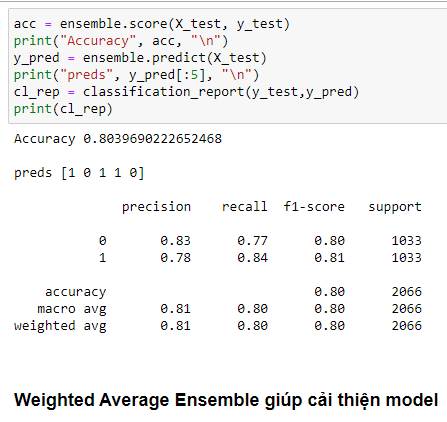 acc = ensemble.score(X_test, y_test)
print("Accuracy", acc, "\n")
y_pred = ensemble.predict(X_test)
print("preds", y_pred[:5], "\n")
cl_rep = classification_report(y_test,y_pred)
print(cl_rep)
Accuracy 0.8039690222652468
preds [1 0 1 1 0]
precision recall f1-score support
0 0.83 0.77 0.80 1033
1 0.78 0.84 0.81 1033
accuracy 0.80 2066
macro avg 0.81 0.80 0.80 2066
weighted avg 0.81 0.80 0.80 2066
Weighted Average Ensemble giúp cải thiện model